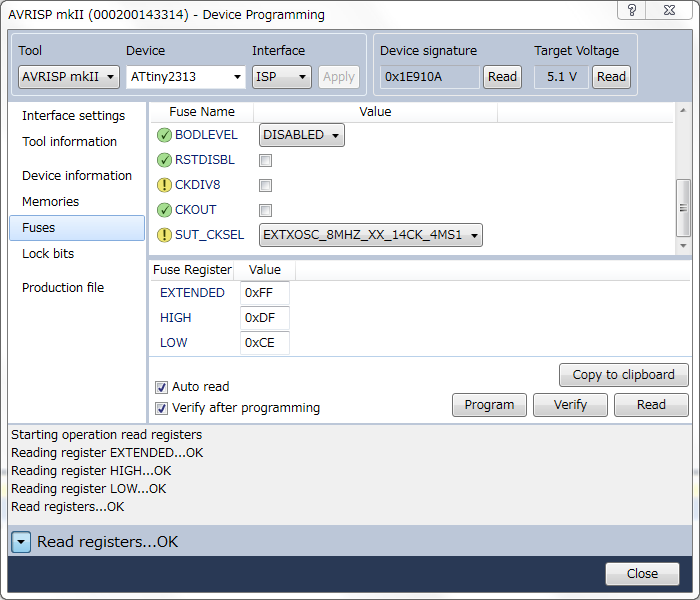 AVRISP mkII (000200143314) - Device Programming
Tool
Device
Interface
Device signature
Target Voltage
AVRISP mkII
ATtiny2313
ISP
Apply
0x1E910A
Read
5.1 V
Read
Interface settings
Tool information
Device information
Memories
Fuses
Lock bits
Production file
Fuse Name
Value
BODLEVEL
DISABLED
RSTDISBL
CKDIV8
CKOUT
SUT_CKSEL
EXTXOSC_8MHZ_XX_14CK_4MS1
Fuse Register
Value
EXTENDED
0xFF
HIGH
0xDF
LOW
0xCE
Copy to clipboard
Auto read
Verify after programming
Program
Verify
Read
Starting operation read registers
Reading register EXTENDED...OK
Reading register HIGH...OK
Reading register LOW...OK
Read registers...OK
Read registers...OK
Close